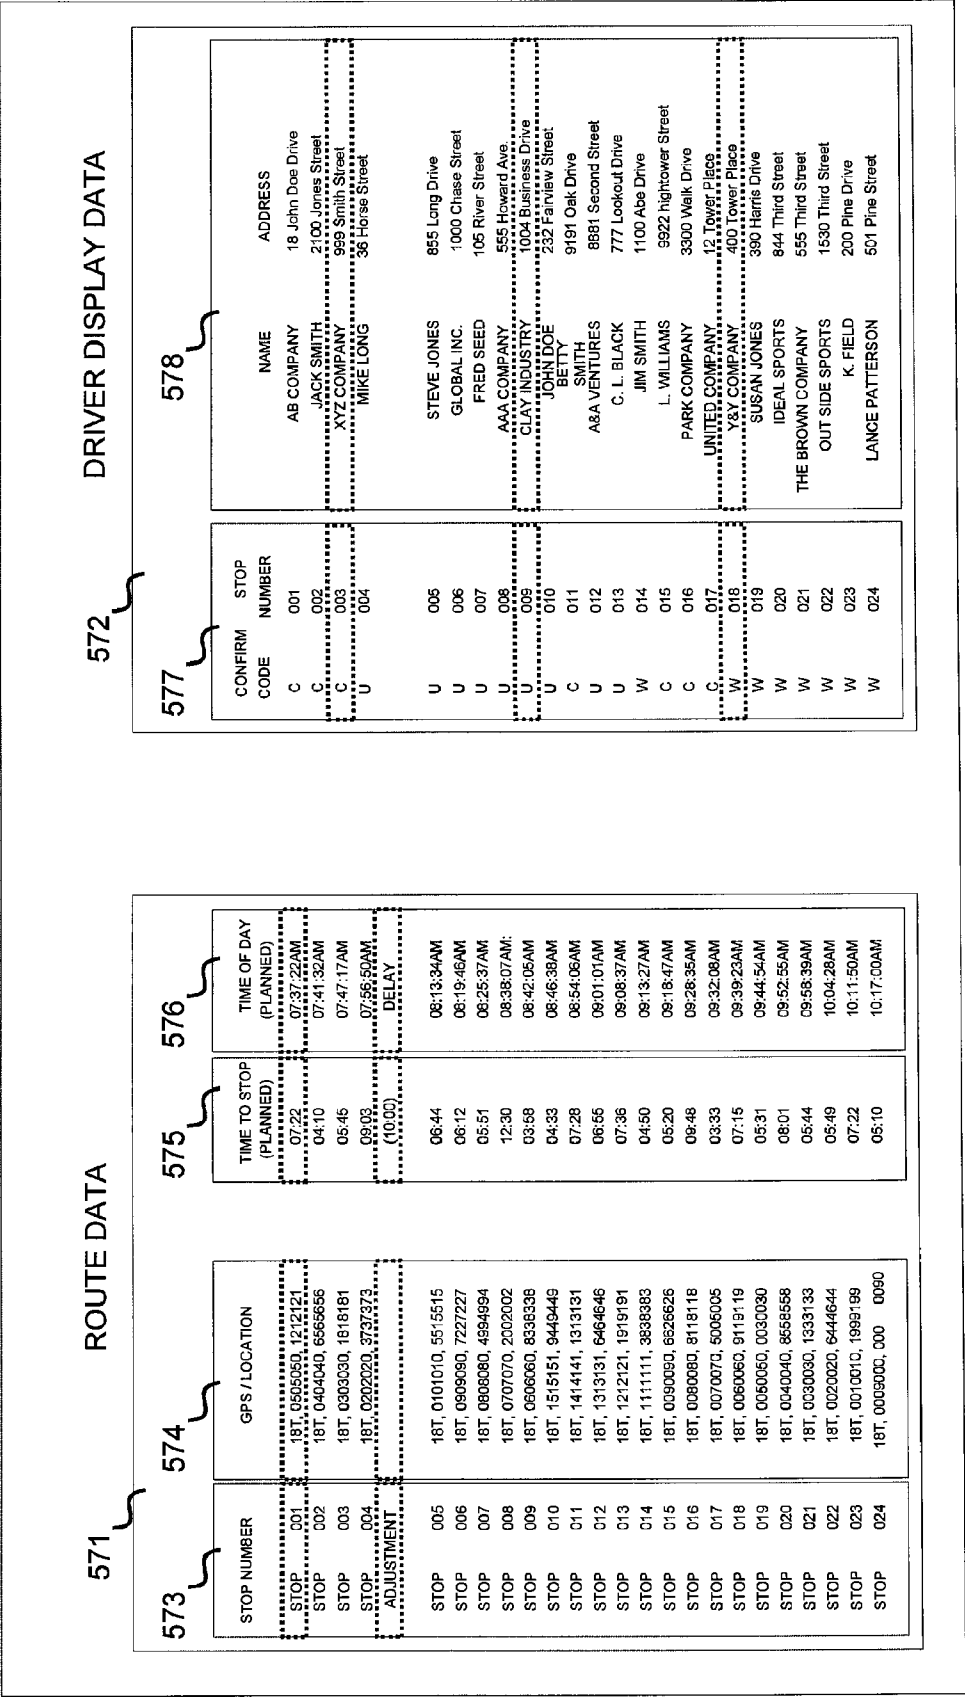 ROUTE DATA
571
573
574
575
576
STOP NUMBER GPS / LOCATION TIME TO STOP (PLANNED) TIME OF DAY (PLANNED)
STOP 001 18T, 0505050, 1212121 07:22 07:37:22AM
STOP 002 18T, 0404040, 6565656 04:10 07:41:32AM
STOP 003 18T, 0303030, 1818181 05:45 07:47:17AM
STOP 004 18T, 0202020, 3737373 09:03 07:56:50AM
ADJUSTMENT (10:00) DELAY
STOP 005 18T, 0101010, 5515515 06:44 08:13:34AM
STOP 006 18T, 0909090, 7227227 06:12 08:19:46AM
STOP 007 18T, 0808080, 4994994 05:51 08:25:37AM
STOP 008 18T, 0707070, 2002002 12:30 08:38:07AM:
STOP 009 18T, 0606060, 8338338 03:58 08:42:05AM
STOP 010 18T, 1515151, 9449449 04:33 08:46:38AM
STOP 011 18T, 1414141, 1313131 07:28 08:54:06AM
STOP 012 18T, 1313131, 6464646 06:55 09:01:01AM
STOP 013 18T, 1212121, 1919191 07:36 09:08:37AM
STOP 014 18T, 1111111, 3838383 04:50 09:13:27AM
STOP 015 18T, 0090090, 6626626 05:20 09:18:47AM
STOP 016 18T, 0080080, 8118118 09:48 09:28:35AM
STOP 017 18T, 0070070, 5005005 03:33 09:32:08AM
STOP 018 18T, 0060060, 9119119 07:15 09:39:23AM
STOP 019 18T, 0050050, 0030030 05:31 09:44:54AM
STOP 020 18T, 0040040, 8558558 08:01 09:52:55AM
STOP 021 18T, 0030030, 1333133 05:44 09:58:39AM
STOP 022 18T, 0020020, 6444644 05:49 10:04:28AM
STOP 023 18T, 0010010, 1999199 07:22 10:11:50AM
STOP 024 18T, 0009000, 000 0090 05:10 10:17:00AM
DRIVER DISPLAY DATA
572
577
578
CONFIRM CODE STOP NUMBER NAME ADDRESS
C 001 AB COMPANY 18 John Doe Drive
C 002 JACK SMITH 2100 Jones Street
C 003 XYZ COMPANY 999 Smith Street
U 004 MIKE LONG 36 Horse Street
U 005 STEVE JONES 855 Long Drive
U 006 GLOBAL INC. 1000 Chase Street
U 007 FRED SEED 105 River Street
U 008 AAA COMPANY 555 Howard Ave.
U 009 CLAY INDUSTRY 1004 Business Drive
U 010 JOHN DOE 232 Fairview Street
C 011 BETTY SMITH 9191 Oak Drive
U 012 A&A VENTURES 8881 Second Street
U 013 C. L. BLACK 777 Lookout Drive
W 014 JIM SMITH 1100 Abe Drive
C 015 L. WILLIAMS 9922 hightower Street
C 016 PARK COMPANY 3300 Walk Drive
C 017 UNITED COMPANY 12 Tower Place
W 018 Y&Y COMPANY 400 Tower Place
W 019 SUSAN JONES 390 Harris Drive
W 020 IDEAL SPORTS 844 Third Street
W 021 THE BROWN COMPANY 555 Third Street
W 022 OUT SIDE SPORTS 1530 Third Street
W 023 K. FIELD 200 Pine Drive
W 024 LANCE PATTERSON 501 Pine Street